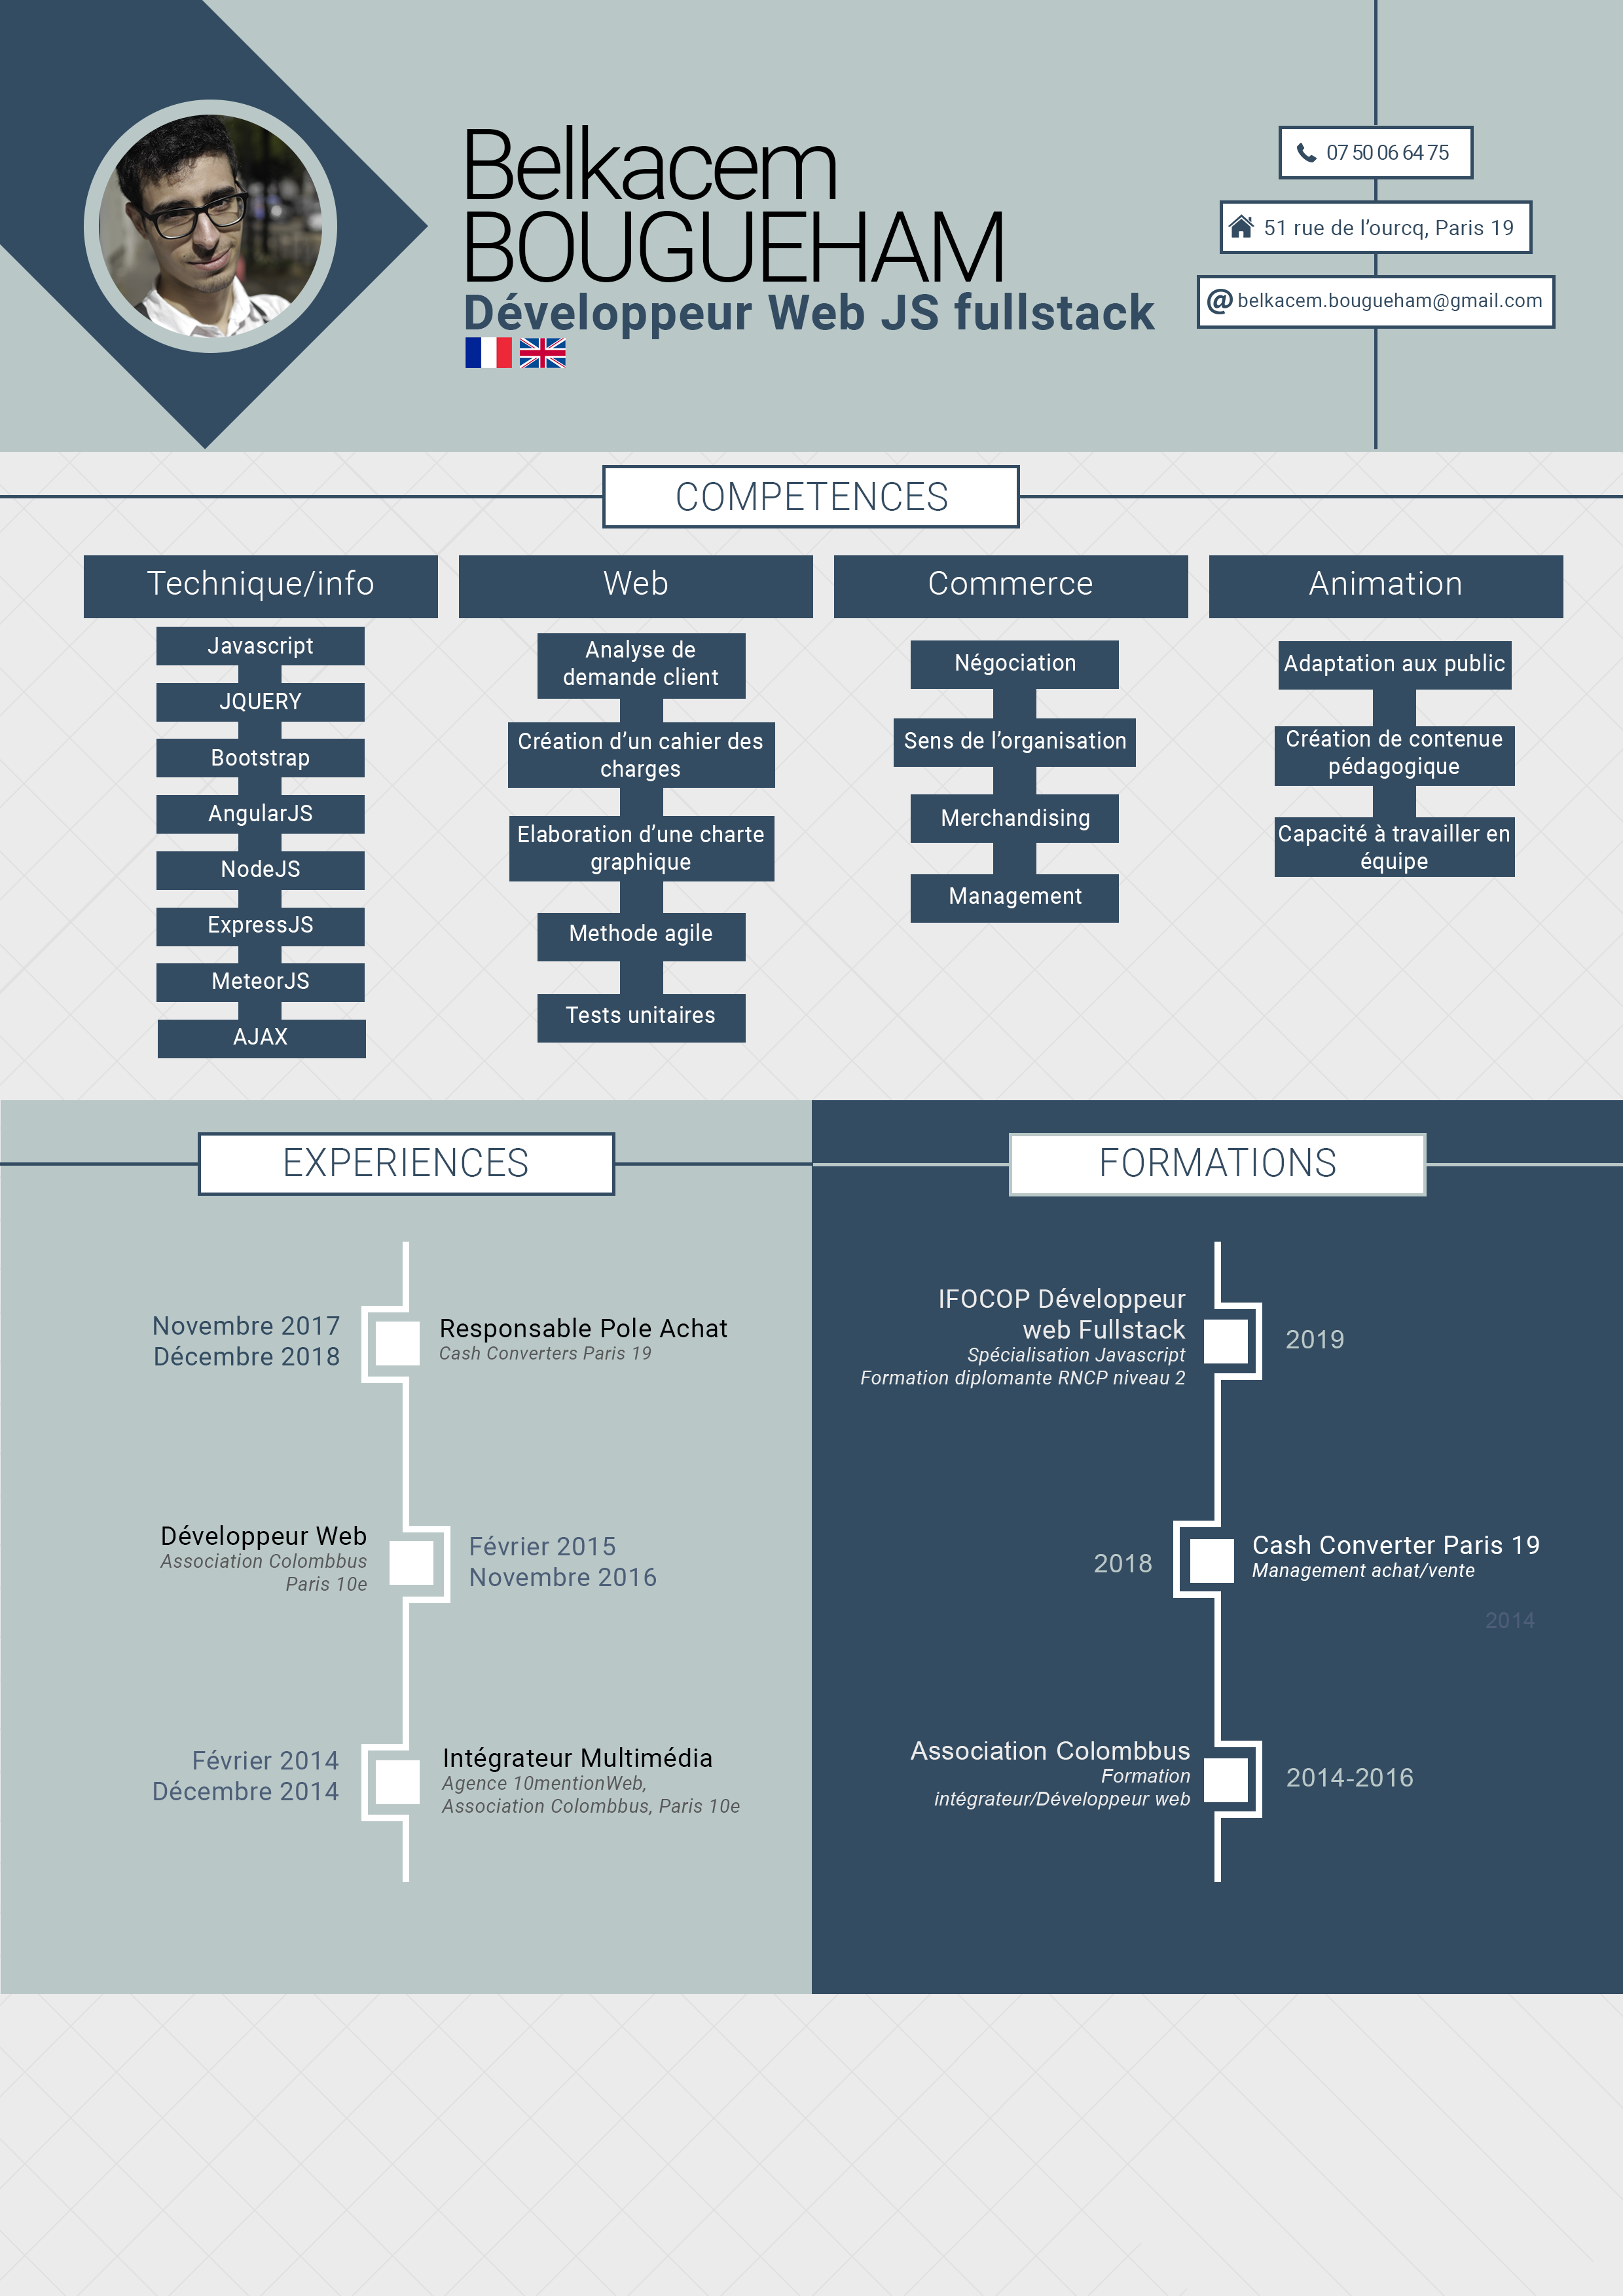 Belkacem
BOUGUEHAM
Développeur Web JS fullstack
07 50 06 64 75
51 rue de l'ourcq, Paris 19
@ belkacem.bougueham@gmail.com
COMPETENCES
Technique/info
Javascript
JQUERY
Bootstrap
AngularJS
NodeJS
ExpressJS
MeteorJS
AJAX
Web
Analyse de
demande client
Création d'un cahier des
charges
Elaboration d'une charte
graphique
Methode agile
Tests unitaires
Commerce
Négociation
Sens de l'organisation
Merchandising
Management
Animation
Adaptation aux public
Création de contenue
pédagogique
Capacité à travailler en
équipe
EXPERIENCES
Novembre 2017
Décembre 2018
Responsable Pole Achat
Cash Converters Paris 19
Développeur Web
Association Colombbus
Paris 10e
Février 2015
Novembre 2016
Février 2014
Décembre 2014
Intégrateur Multimédia
Agence 10mentionWeb,
Association Colombbus, Paris 10e
FORMATIONS
IFOCOP Développeur
web Fullstack
Spécialisation Javascript
Formation diplomante RNCP niveau 2
2019
2018
Cash Converter Paris 19
Management achat/vente
2014
Association Colombbus
Formation
intégrateur/Développeur web
2014-2016